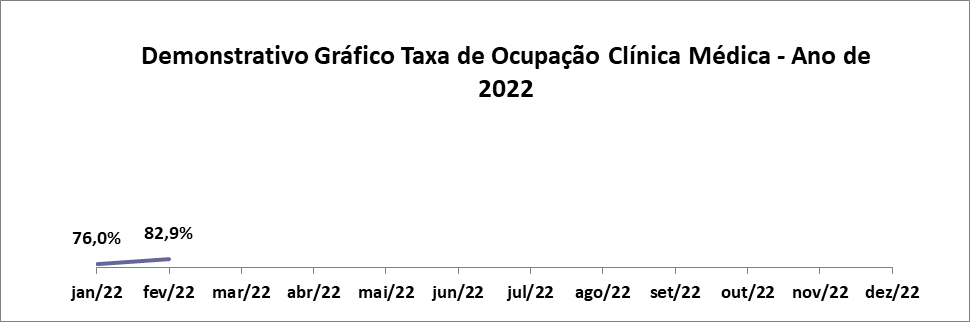 Demonstrativo Gráfico Taxa de Ocupação Clínica Médica - Ano de
2022
76,0% 82,9%
jan/22 fev/22 mar/22 abr/22 mai/22 jun/22 jul/22 ago/22 set/22 out/22 nov/22 dez/22